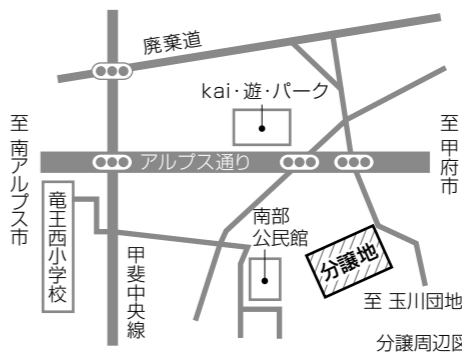 廃棄道
kai・遊・パーク
至 南アルプス市
アルプス通り
至 甲府市
竜王西小学校
甲斐中央線
南部
公民館
分譲地
至 玉川団地
分譲周辺図